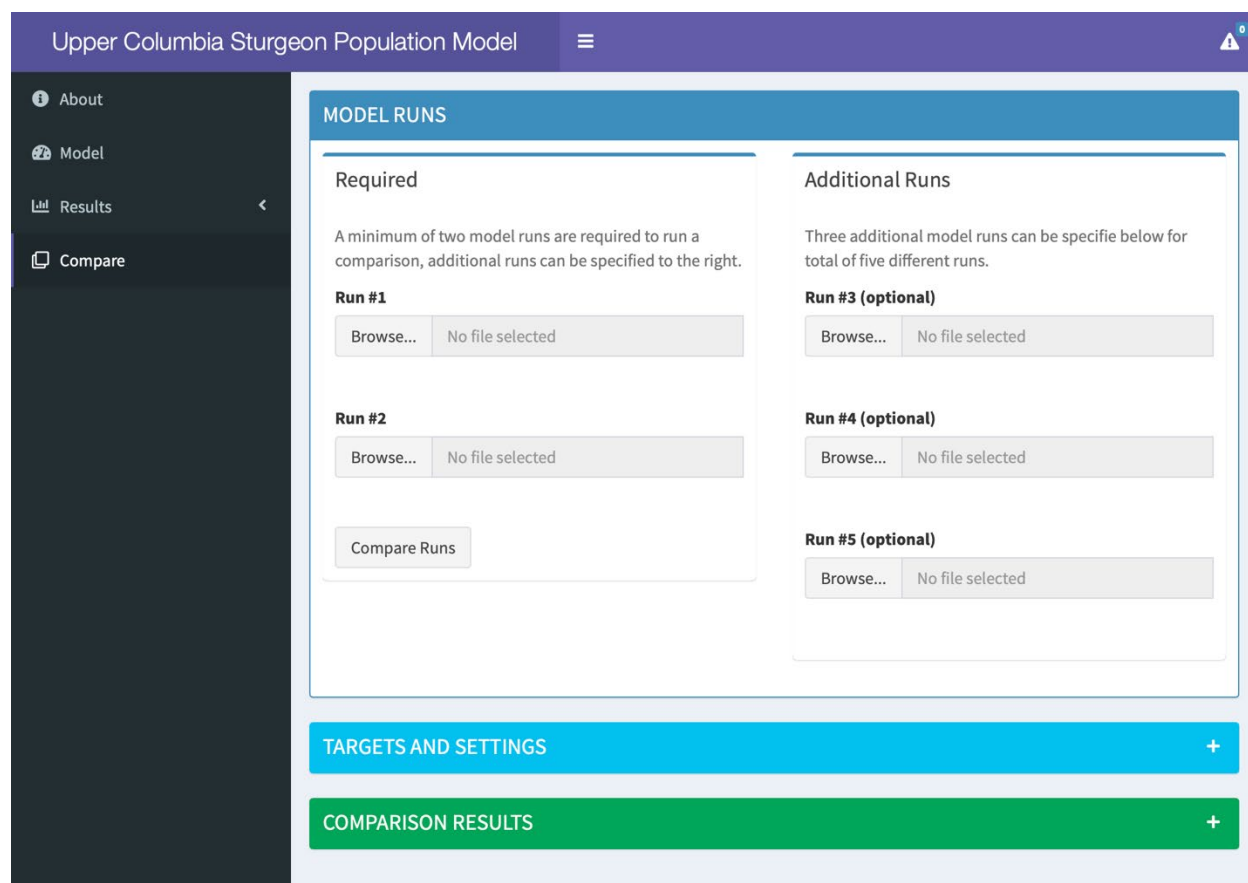 Upper Columbia Sturgeon Population Model
0
About
Model
Results
Compare
MODEL RUNS
Required
A minimum of two model runs are required to run a
comparison, additional runs can be specified to the right.
Run #1
Browse... No file selected
Run #2
Browse... No file selected
Compare Runs
Additional Runs
Three additional model runs can be specifie below for
total of five different runs.
Run #3 (optional)
Browse... No file selected
Run #4 (optional)
Browse... No file selected
Run #5 (optional)
Browse... No file selected
TARGETS AND SETTINGS
COMPARISON RESULTS